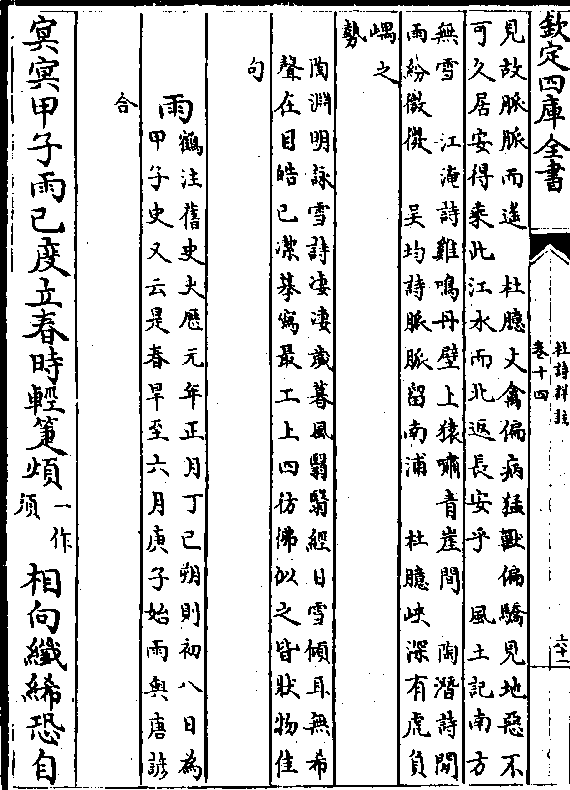 欽定四庫全書
杜詩詳註
卷十四
六十二
見故脈脈而遙　杜臆文禽偏病猛獸偏驕見地惡不
可久居安得乘此江水而北返長安乎　風土記南方
無雪　江淹詩雞鳴丹壁上猿嘯青崖間　陶潛詩聞
雨紛微微　吳均詩脈脈留南浦　杜臆峽深有虎負
嵎之
勢
陶淵明詠雪詩淒淒歲暮風翳翳經日雪傾耳無希
聲在目皓已潔摹寫最工上四彷彿似之皆狀物佳
句
雨
鶴注舊史大歷元年正月丁巳朔則初八日為
甲子史又云是春旱至六月庚子始雨與唐諺
合
冥冥甲子雨已度立春時輕箑煩一作須相向纖絺恐自